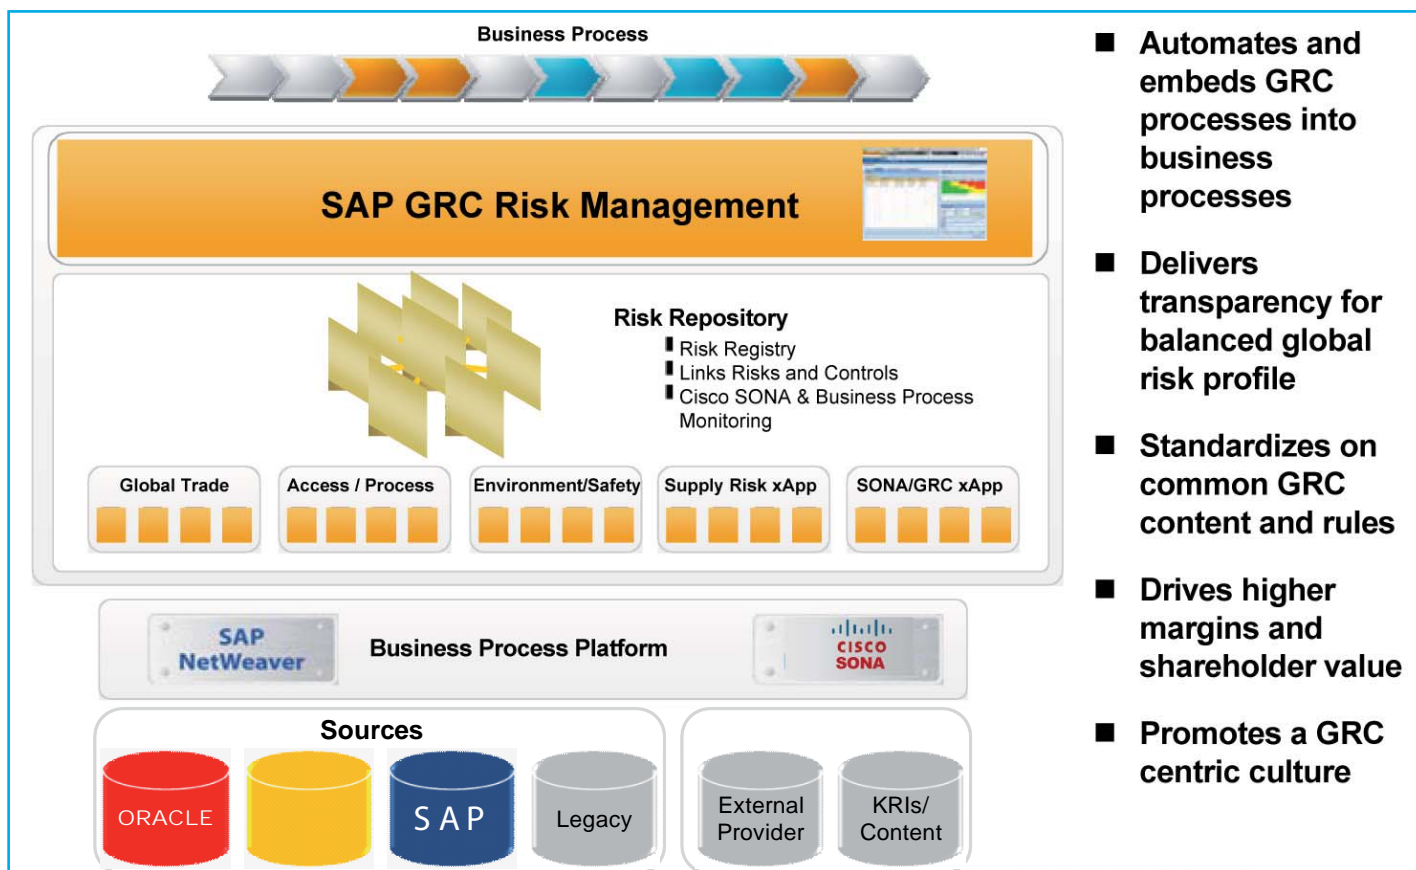 Business Process
SAP GRC Risk Management
Risk Repository
Risk Registry
Links Risks and Controls
Cisco SONA & Business Process
Monitoring
Global Trade
Access / Process
Environment/Safety
Supply Risk xApp
SONA/GRC xApp
SAP
NetWeaver
Business Process Platform
CISCO
SONA
Sources
ORACLE
SAP
Legacy
External
Provider
KRIs/
Content
Automates and
embeds GRC
processes into
business
processes
Delivers
transparency for
balanced global
risk profile
Standardizes on
common GRC
content and rules
Drives higher
margins and
shareholder value
Promotes a GRC
centric culture